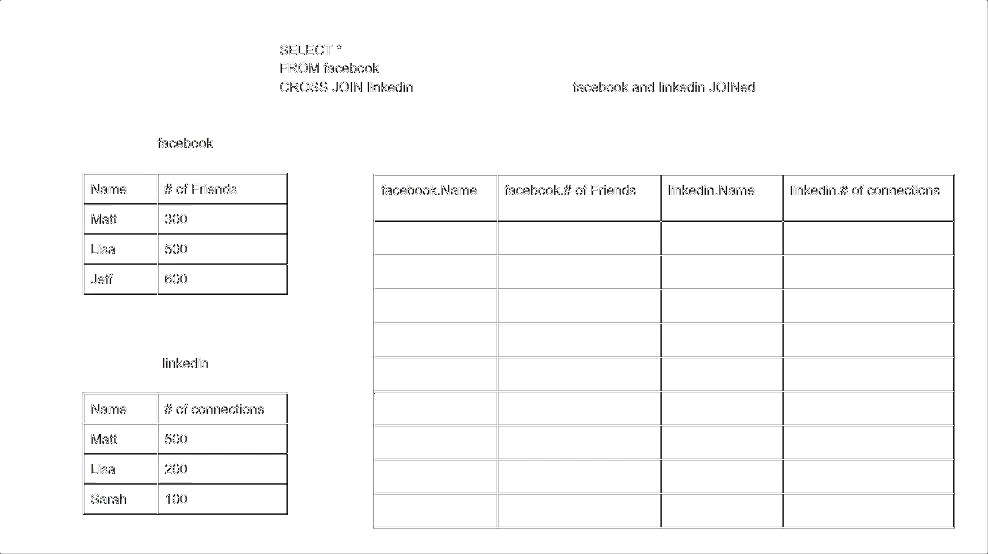 SELECT *
FROM facebook
CROSS JOIN linkedin
facebook and linkedin JOINed
facebook
Name # of Friends
Matt 300
Lisa 500
Jeff 600
linkedin
Name # of connections
Matt 500
Lisa 200
Sarah 100
facebook.Name facebook.# of Friends linkedin.Name linkedin.# of connections